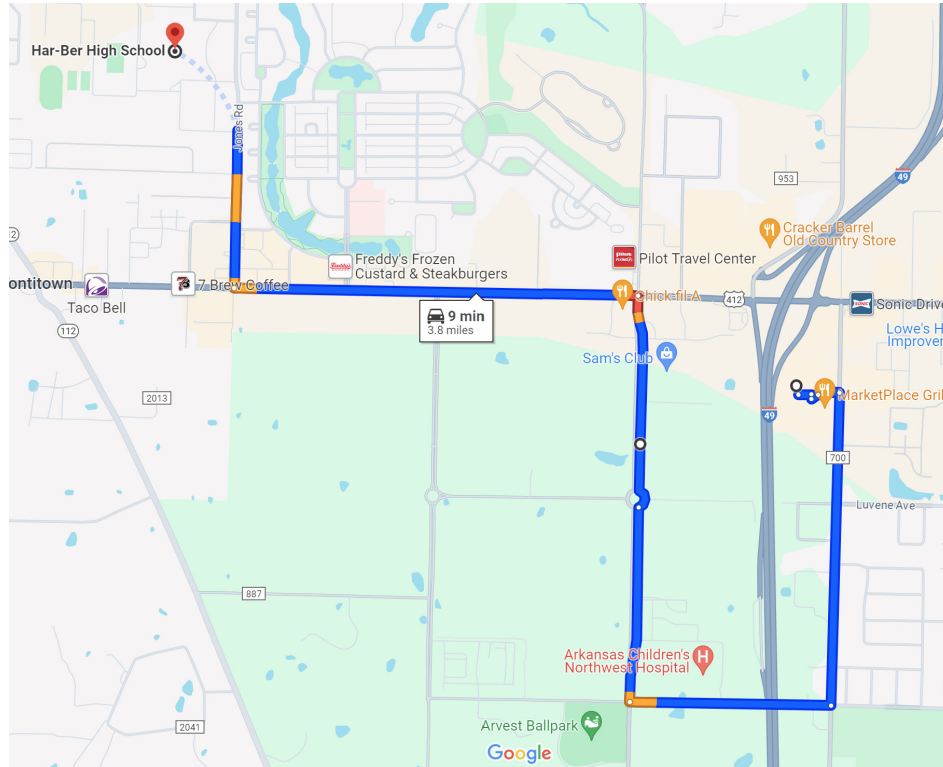 Har-Ber High School
Jones Rd
49
953
Cracker Barrel
Old Country Store
Freddy's Frozen
Custard & Steakburgers
Pilot Travel Center
12
ontitown
Taco Bell
7 Brew Coffee
Chick-fil-A
412
Sonic Drive
9 min
3.8 miles
112
Lowe's H
Improvem
Sam's Club
2013
MarketPlace Gril
49
700
Luvene Ave
887
Arkansas Children's
Northwest Hospital
H
2041
Arvest Ballpark
Google